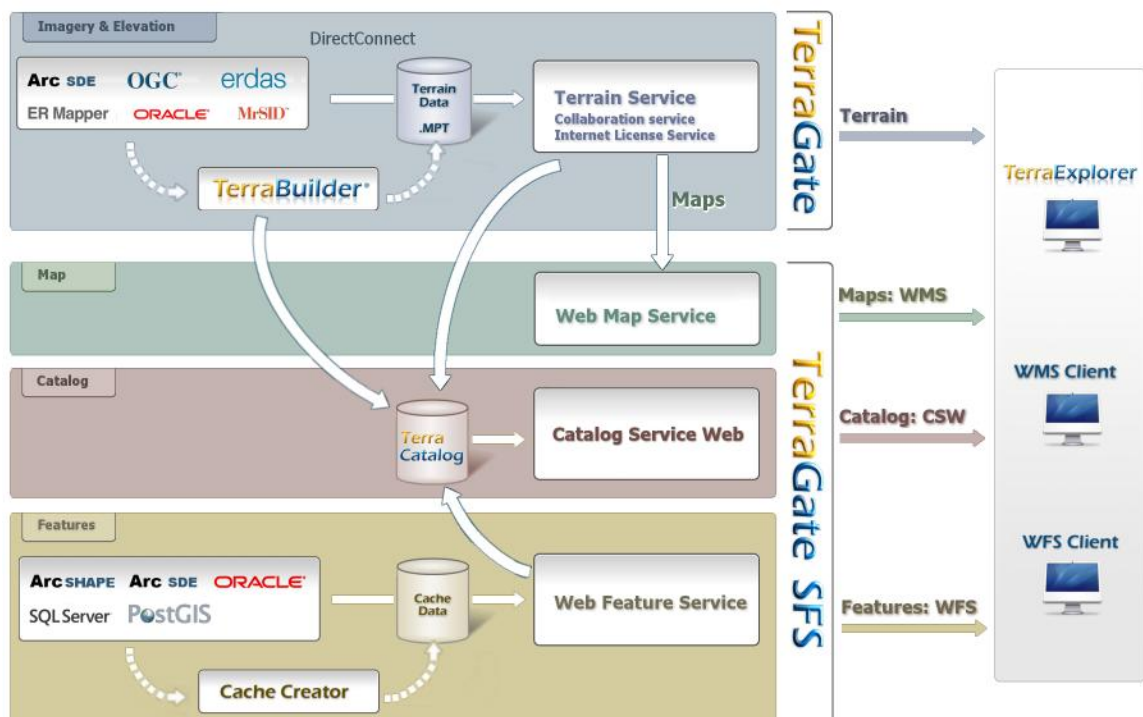 Imagery & Elevation
DirectConnect
Arc SDE
OGC®
erdas
ER Mapper
ORACLE®
MrSID™
Terrain
Data
.MPT
Terrain Service
Collaboration service
Internet License Service
TerraBuilder®
Maps
TerraGate
Terrain
TerraExplorer
Map
Web Map Service
Maps: WMS
Catalog
Terra
Catalog
Catalog Service Web
Catalog: CSW
WMS Client
TerraGate SFS
Features
Arc SHAPE
Arc SDE
ORACLE®
SQL Server
PostGIS
Cache
Data
Web Feature Service
Features: WFS
WFS Client
Cache Creator